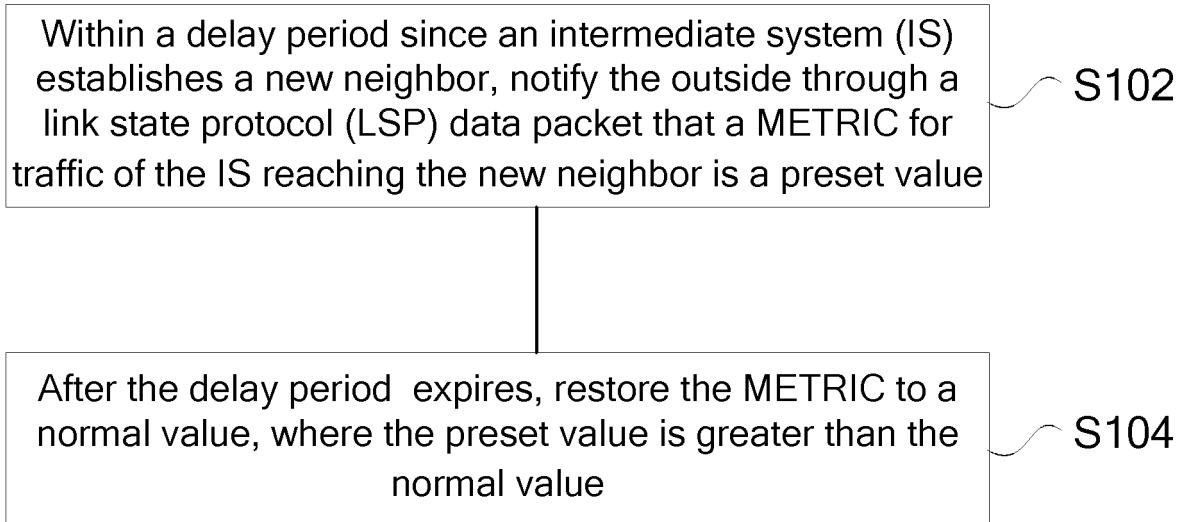 Within a delay period since an intermediate system (IS)
establishes a new neighbor, notify the outside through a
link state protocol (LSP) data packet that a METRIC for
traffic of the IS reaching the new neighbor is a preset value
S102
After the delay period expires, restore the METRIC to a
normal value, where the preset value is greater than the
normal value
S104